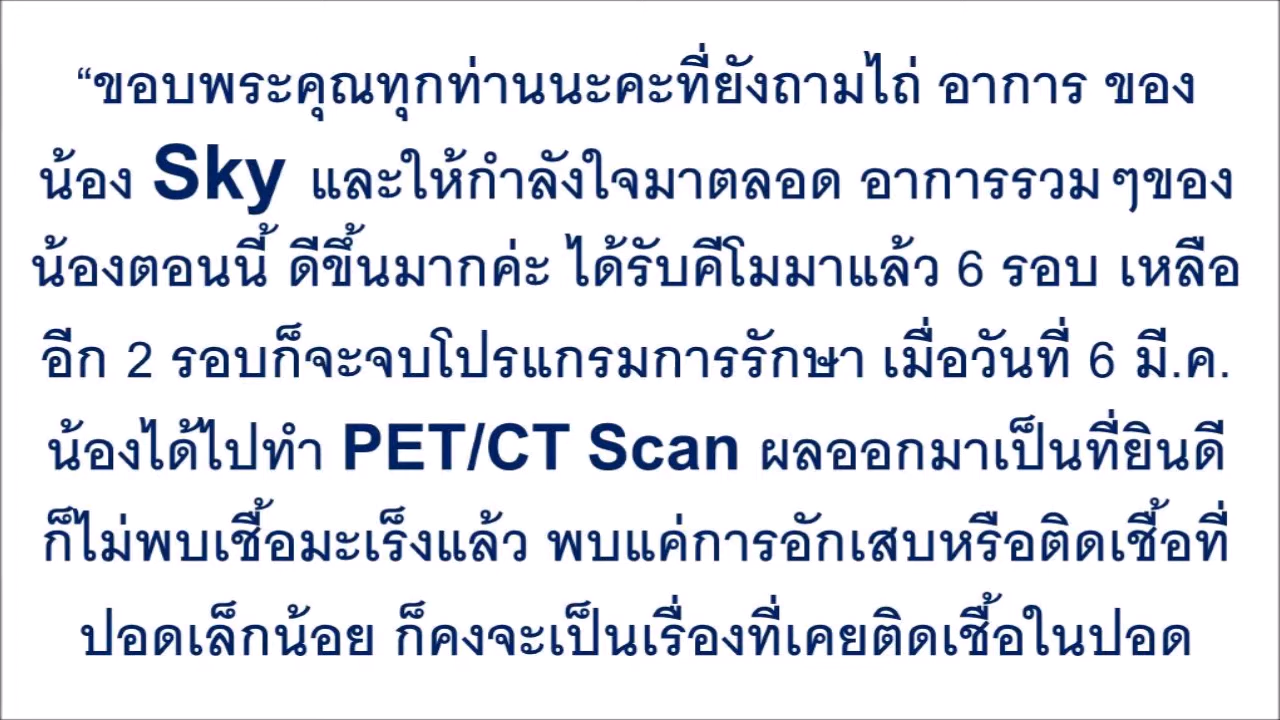 “ขอบพระคุณทุกท่านนะคะที่ยังถามไถ่ อาการ ของ
น้อง Sky และให้กำลังใจมาตลอด อาการรวมๆของ
น้องตอนนี้ ดีขึ้นมากค่ะ ได้รับคีโมมาแล้ว 6 รอบ เหลือ
อีก 2 รอบก็จะจบโปรแกรมการรักษา เมื่อวันที่ 6 มี.ค.
น้องได้ไปทำ PET/CT Scan ผลออกมาเป็นที่ยินดี
ก็ไม่พบเชื้อมะเร็งแล้ว พบแค่การอักเสบหรือติดเชื้อที่
ปอดเล็กน้อย ก็คงจะเป็นเรื่องที่เคยติดเชื้อในปอด